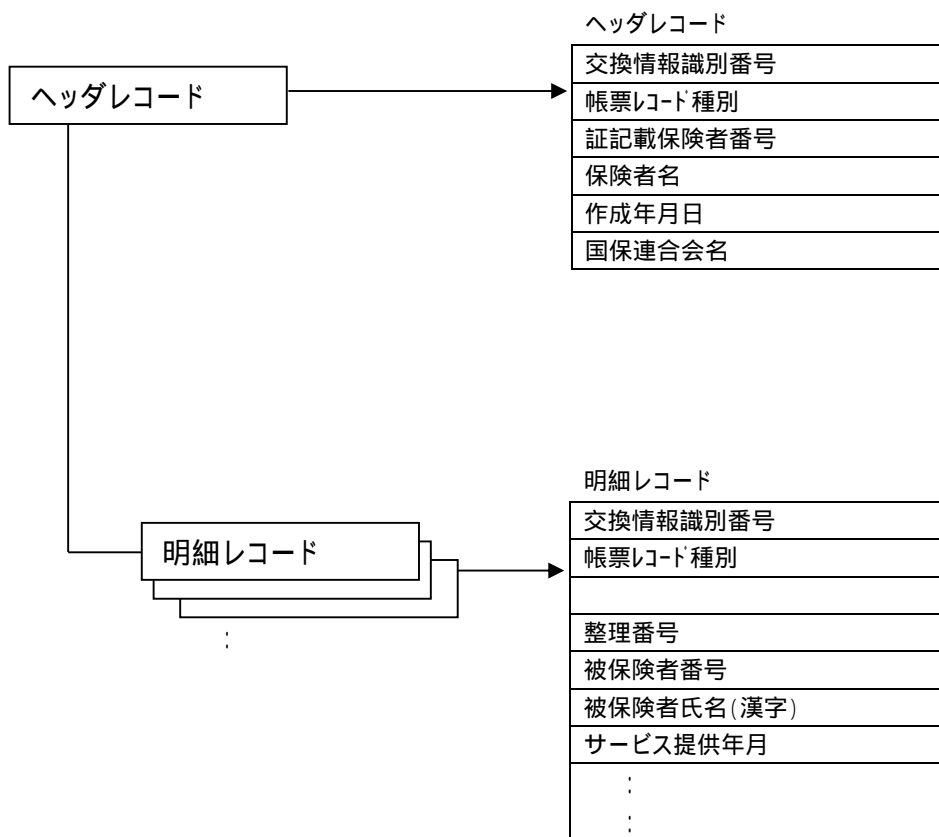 ヘッダレコード
ヘッダレコード
交換情報識別番号
帳票ﾚｺｰﾄﾞ種別
証記載保険者番号
保険者名
作成年月日
国保連合会名
明細レコード
:
明細レコード
交換情報識別番号
帳票ﾚｺｰﾄﾞ種別
整理番号
被保険者番号
被保険者氏名(漢字)
サービス提供年月
:
: